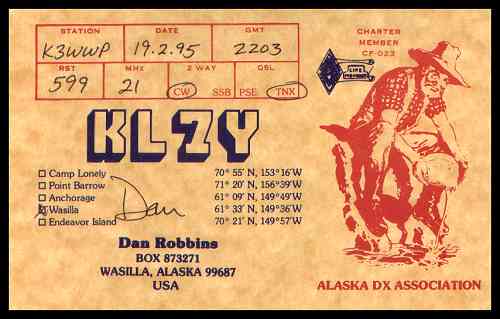 STATION DATE GMT
K3WWP 19.2.95 2203
RST MHz 2 WAY QSL
599 21 CW SSB PSE TNX
CHARTER
MEMBER
CF-023
LIFE
MEMBER
KL7Y
Camp Lonely 70° 55' N, 153°16'W
Point Barrow 71° 20' N, 156°39'W
Anchorage 61° 09' N, 149°49'W
Wasilla 61° 33' N, 149°36'W
Endeavor Island 70° 21' N, 149°57'W
Dan
Dan Robbins
BOX 873271
WASILLA, ALASKA 99687
USA
ALASKA DX ASSOCIATION